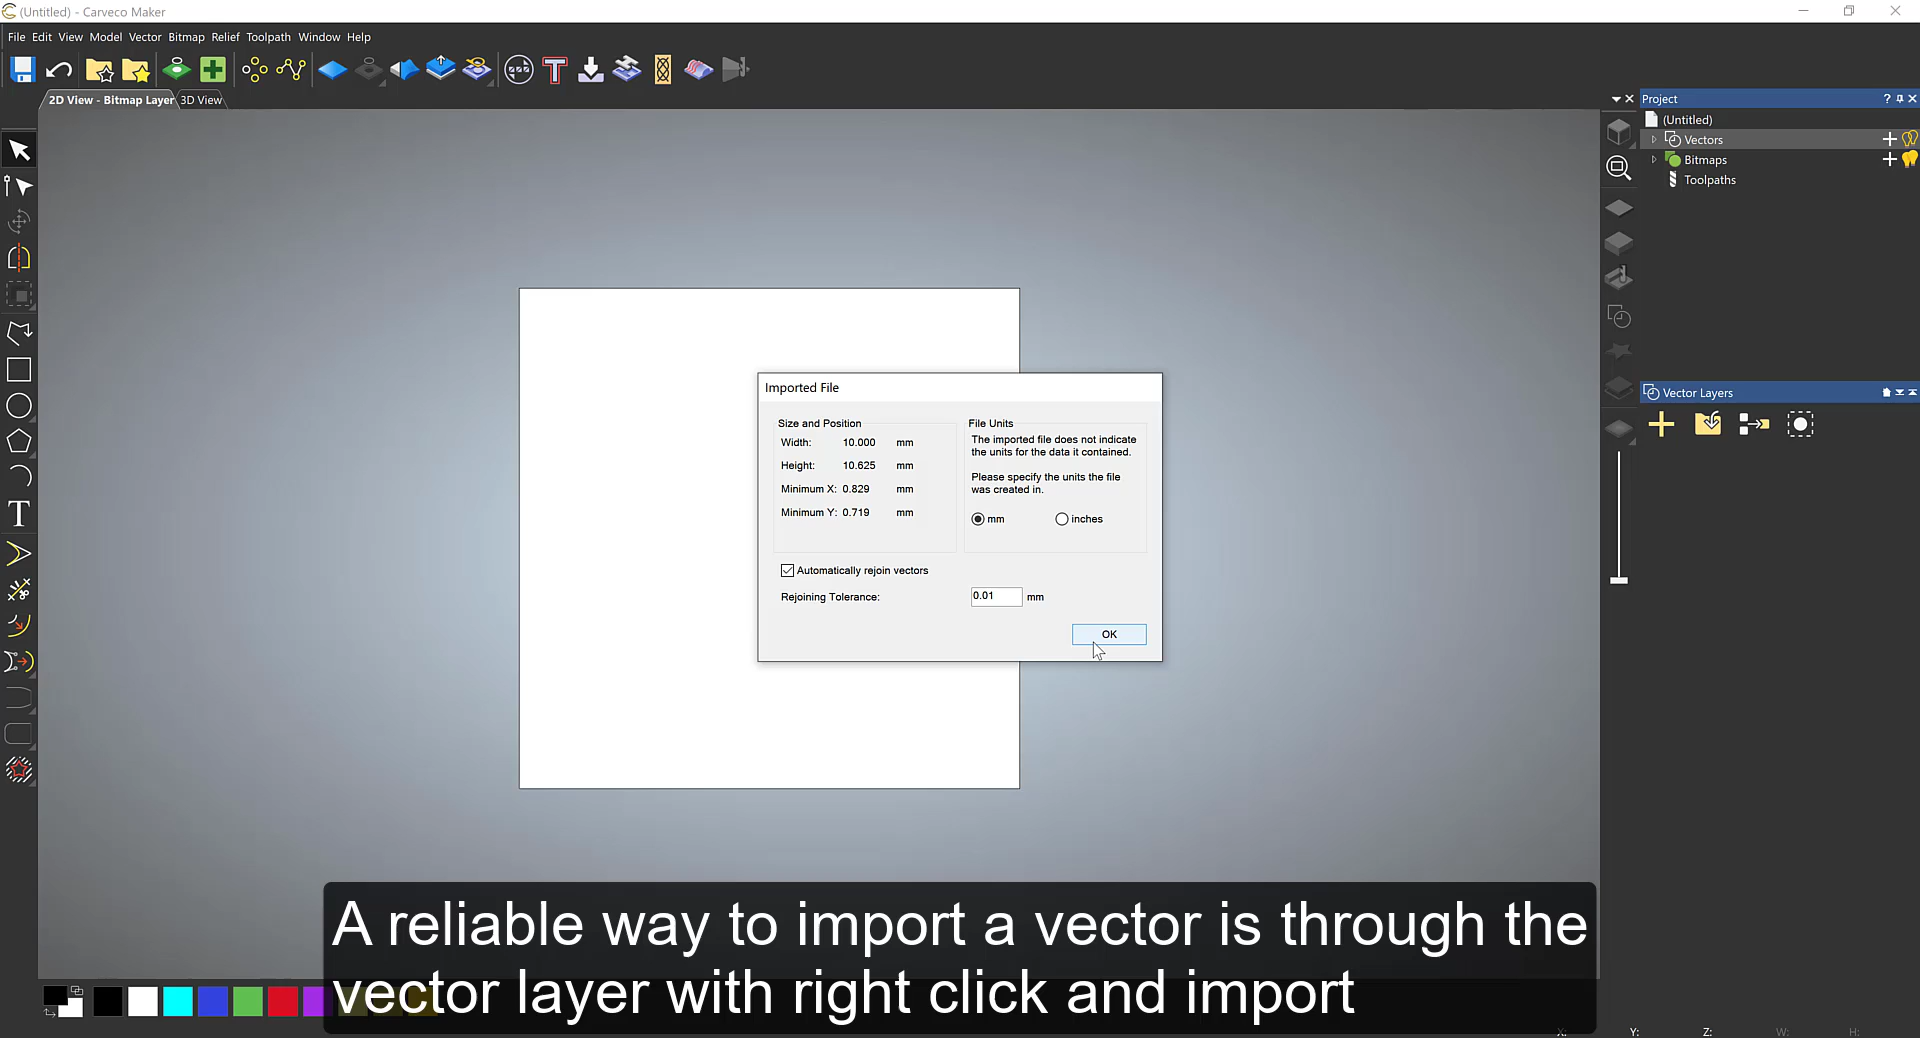 (Untitled) - Carveco Maker
File Edit View Model Vector Bitmap Relief Toolpath Window Help
2D View - Bitmap Layer 3D View
Project
(Untitled)
Vectors
Bitmaps
Toolpaths
Vector Layers
Imported File
Size and Position
Width: 10.000 mm
Height: 10.625 mm
Minimum X: 0.829 mm
Minimum Y: 0.719 mm
File Units
The imported file does not indicate
the units for the data it contained.
Please specify the units the file
was created in.
mm inches
Automatically rejoin vectors
Rejoining Tolerance: 0.01 mm
OK
A reliable way to import a vector is through the
vector layer with right click and import
X: Y: Z: W: H: